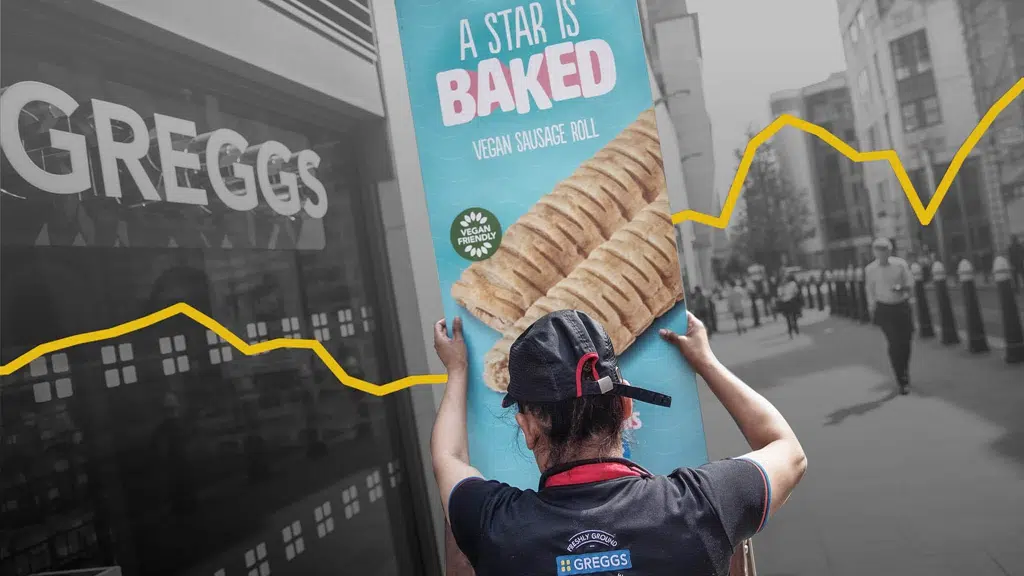 GREGGS
A STAR IS
BAKED
VEGAN SAUSAGE ROLL
VEGAN
FRIENDLY
FRESHLY GROUND
GREGGS